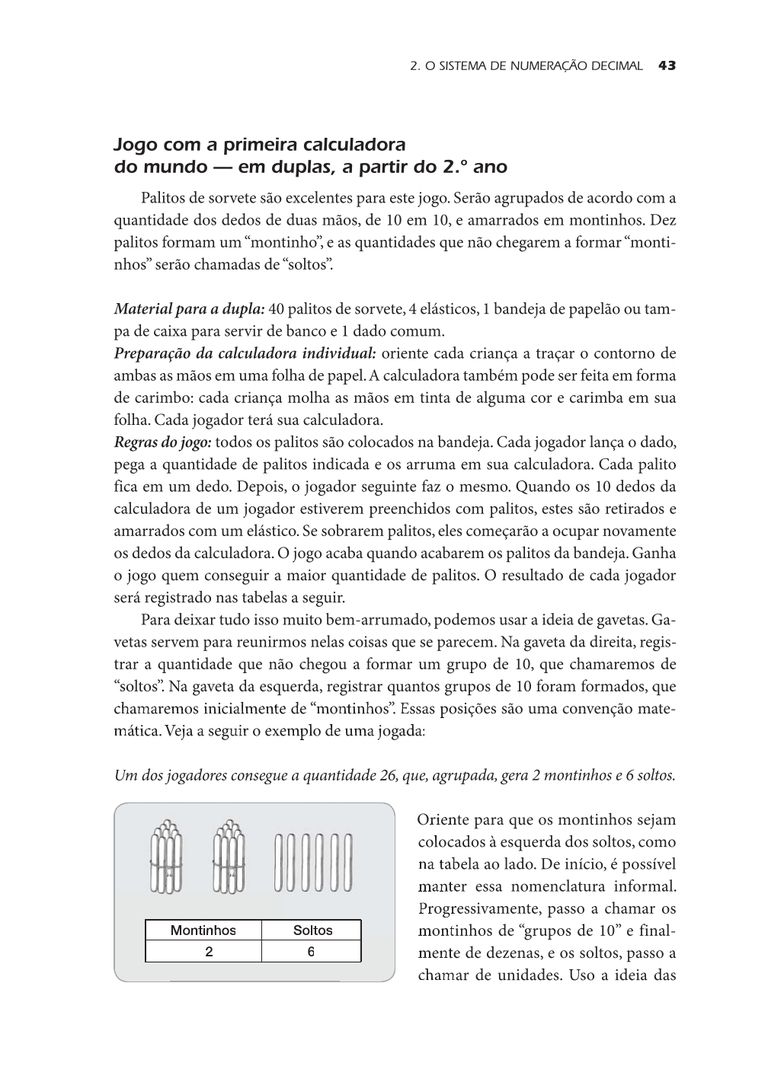 2. O SISTEMA DE NUMERAÇÃO DECIMAL 43
Jogo com a primeira calculadora
do mundo — em duplas, a partir do 2.º ano
Palitos de sorvete são excelentes para este jogo. Serão agrupados de acordo com a
quantidade dos dedos de duas mãos, de 10 em 10, e amarrados em montinhos. Dez
palitos formam um “montinho”, e as quantidades que não chegarem a formar “monti-
nhos” serão chamadas de “soltos”.
Material para a dupla: 40 palitos de sorvete, 4 elásticos, 1 bandeja de papelão ou tam-
pa de caixa para servir de banco e 1 dado comum.
Preparação da calculadora individual: oriente cada criança a traçar o contorno de
ambas as mãos em uma folha de papel. A calculadora também pode ser feita em forma
de carimbo: cada criança molha as mãos em tinta de alguma cor e carimba em sua
folha. Cada jogador terá sua calculadora.
Regras do jogo: todos os palitos são colocados na bandeja. Cada jogador lança o dado,
pega a quantidade de palitos indicada e os arruma em sua calculadora. Cada palito
fica em um dedo. Depois, o jogador seguinte faz o mesmo. Quando os 10 dedos da
calculadora de um jogador estiverem preenchidos com palitos, estes são retirados e
amarrados com um elástico. Se sobrarem palitos, eles começarão a ocupar novamente
os dedos da calculadora. O jogo acaba quando acabarem os palitos da bandeja. Ganha
o jogo quem conseguir a maior quantidade de palitos. O resultado de cada jogador
será registrado nas tabelas a seguir.
Para deixar tudo isso muito bem-arrumado, podemos usar a ideia de gavetas. Ga-
vetas servem para reunirmos nelas coisas que se parecem. Na gaveta da direita, regis-
trar a quantidade que não chegou a formar um grupo de 10, que chamaremos de
“soltos”. Na gaveta da esquerda, registrar quantos grupos de 10 foram formados, que
chamaremos inicialmente de “montinhos”. Essas posições são uma convenção mate-
mática. Veja a seguir o exemplo de uma jogada:
Um dos jogadores consegue a quantidade 26, que, agrupada, gera 2 montinhos e 6 soltos.
Montinhos Soltos
2 6
Oriente para que os montinhos sejam
colocados à esquerda dos soltos, como
na tabela ao lado. De início, é possível
manter essa nomenclatura informal.
Progressivamente, passo a chamar os
montinhos de “grupos de 10” e final-
mente de dezenas, e os soltos, passo a
chamar de unidades. Uso a ideia das